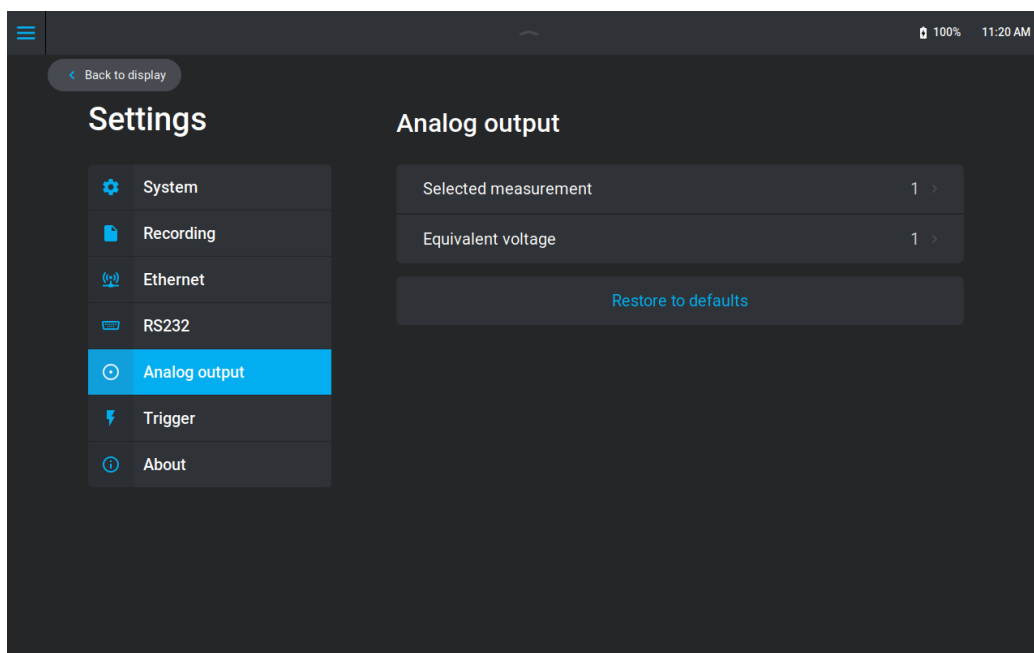 100% 11:20 AM
Back to display
Settings
System
Recording
Ethernet
RS232
Analog output
Trigger
About
Analog output
Selected measurement 1
Equivalent voltage 1
Restore to defaults